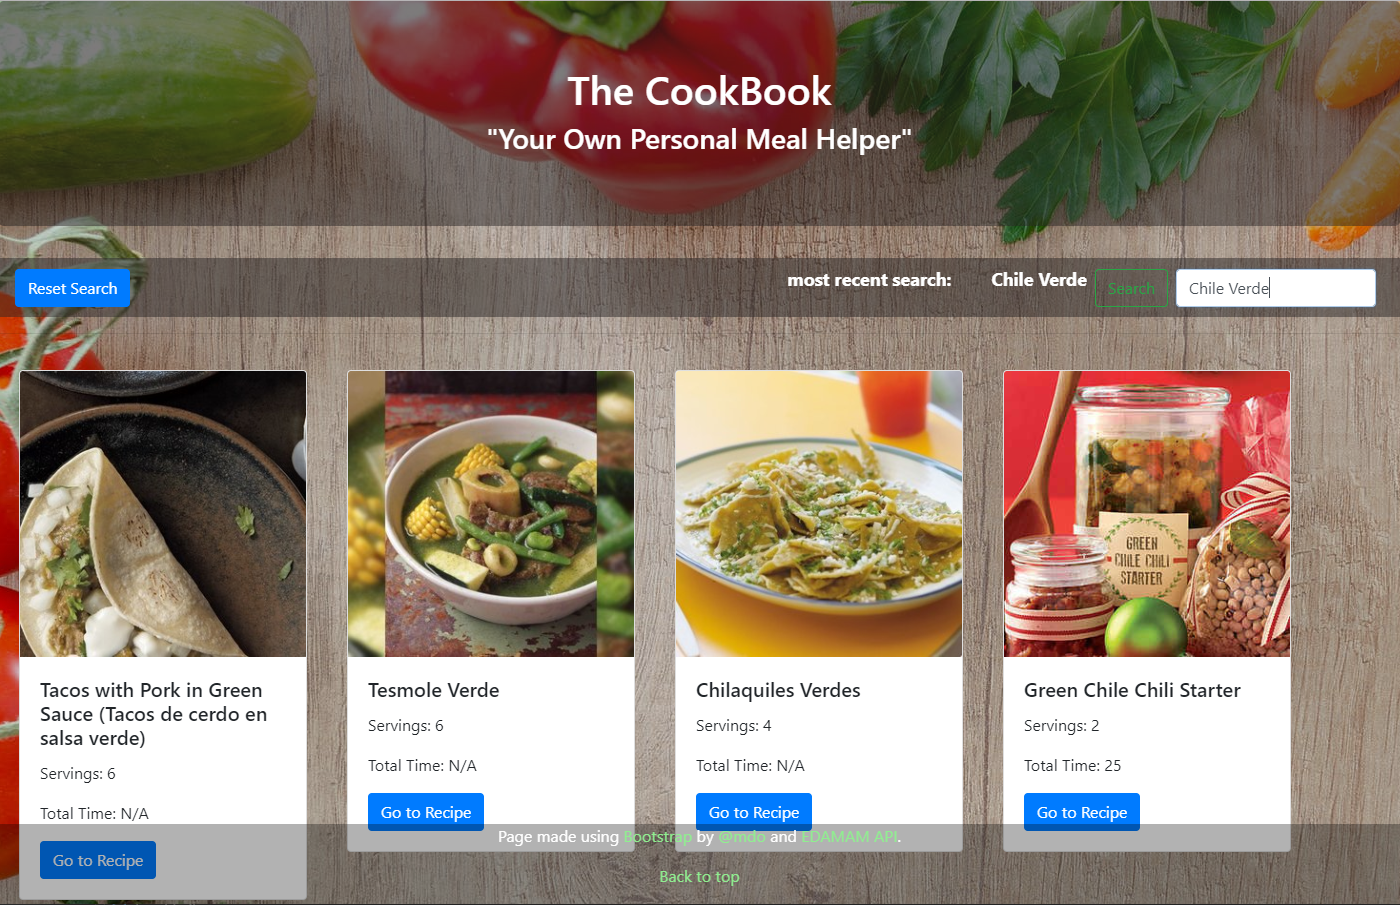 The CookBook
"Your Own Personal Meal Helper"
Reset Search
most recent search:
Chile Verde
Search
Chile Verde
GREEN
CHILE CHILI
STARTER
Tacos with Pork in Green
Sauce (Tacos de cerdo en
salsa verde)
Servings: 6
Total Time: N/A
Go to Recipe
Tesmole Verde
Servings: 6
Total Time: N/A
Go to Recipe
Chilaquiles Verdes
Servings: 4
Total Time: N/A
Go to Recipe
Green Chile Chili Starter
Servings: 2
Total Time: 25
Go to Recipe
Page made using Bootstrap by @mdo and EDAMAM API.
Back to top